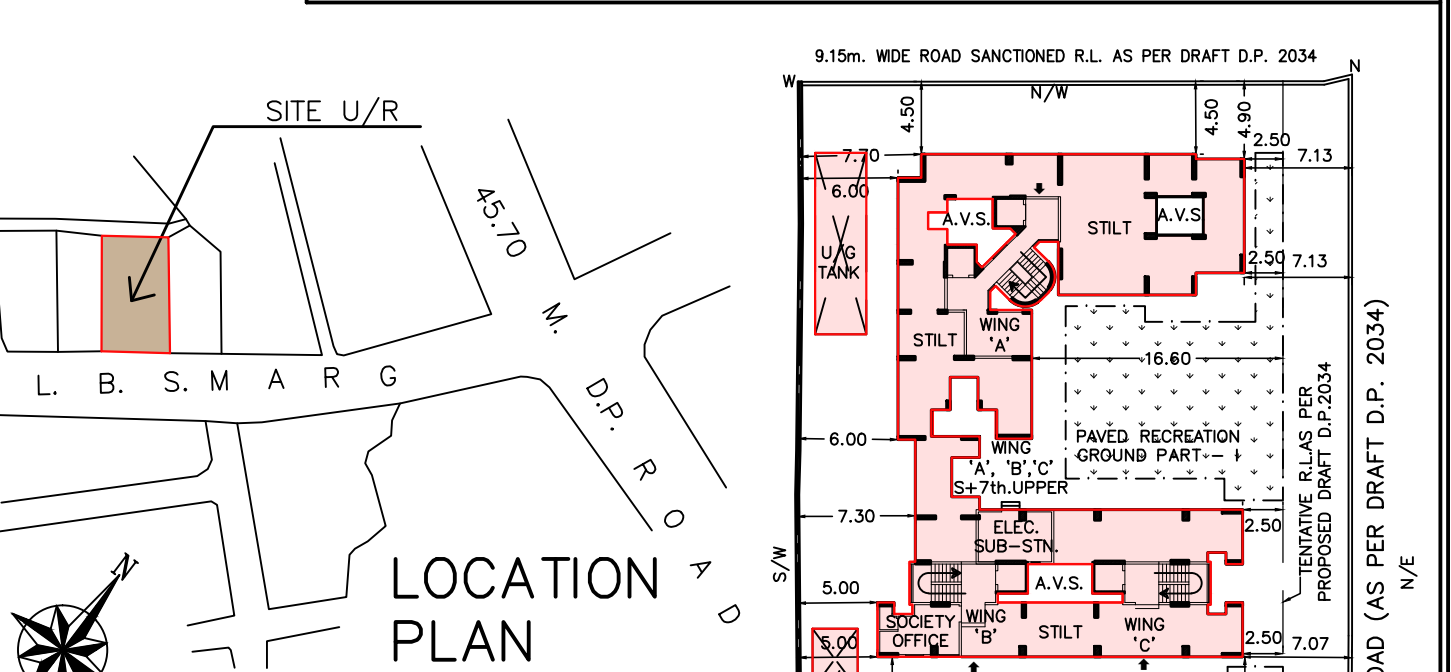 SITE U/R
45.70
M.
D.P.
R O A D
L. B. S. M A R G
N
LOCATION
PLAN
9.15m. WIDE ROAD SANCTIONED R.L. AS PER DRAFT D.P. 2034
W
N
N/W
4.50
4.50
4.90
2.50
7.70
7.13
6.00
A.V.S.
STILT
A.V.S
U/G
TANK
2.50
7.13
WING
'A'
STILT
16.60
6.00
PAVED RECREATION
GROUND PART - I
WING
'A', 'B','C'
S+7th.UPPER
7.30
ELEC.
SUB-STN.
2.50
TENTATIVE R.L.AS PER
PROPOSED DRAFT D.P.2034
S/W
5.00
A.V.S.
SOCIETY
OFFICE
WING
'B'
STILT
WING
'C'
5.00
2.50
7.07
OAD (AS PER DRAFT D.P. 2034)
N/E